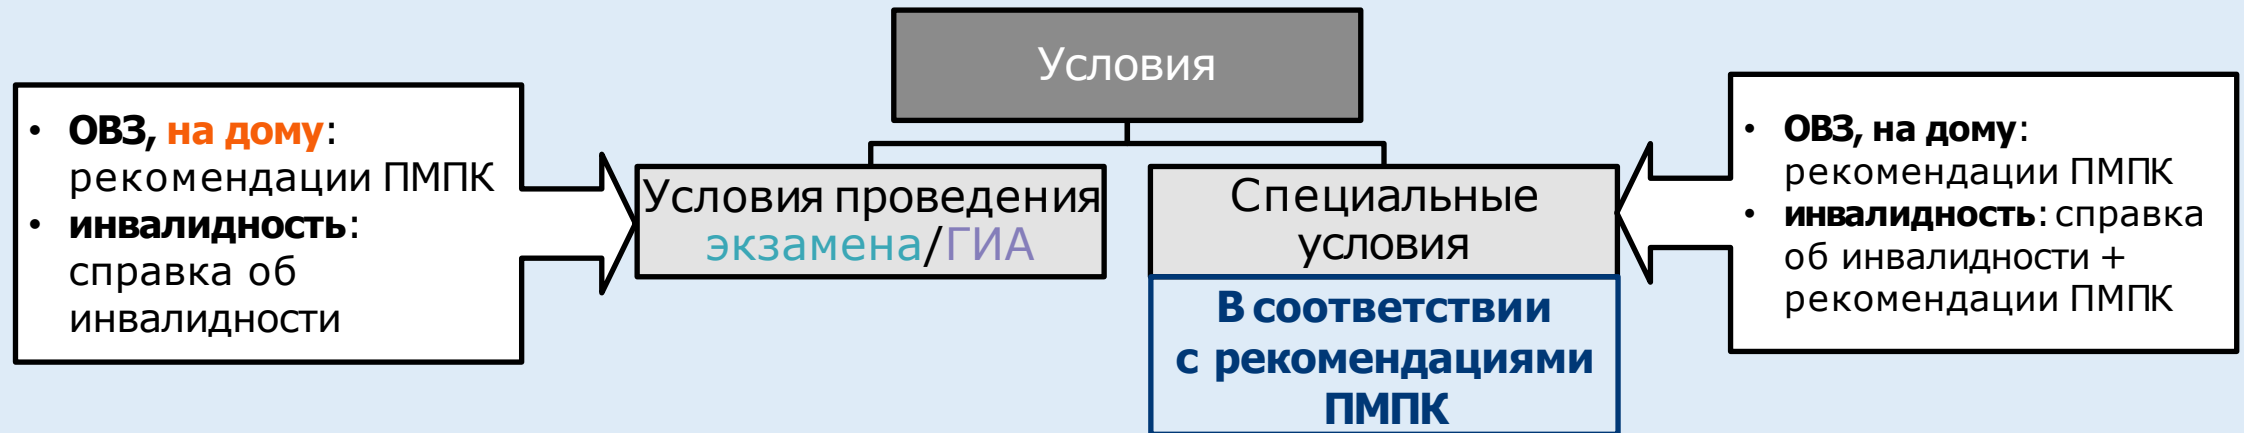 Условия
• ОВЗ, на дому:
рекомендации ПМПК
• инвалидность:
справка об
инвалидности
Условия проведения
экзамена/ГИА
Специальные
условия
В соответствии
с рекомендациями
ПМПК
• ОВЗ, на дому:
рекомендации ПМПК
• инвалидность: справка
об инвалидности +
рекомендации ПМПК